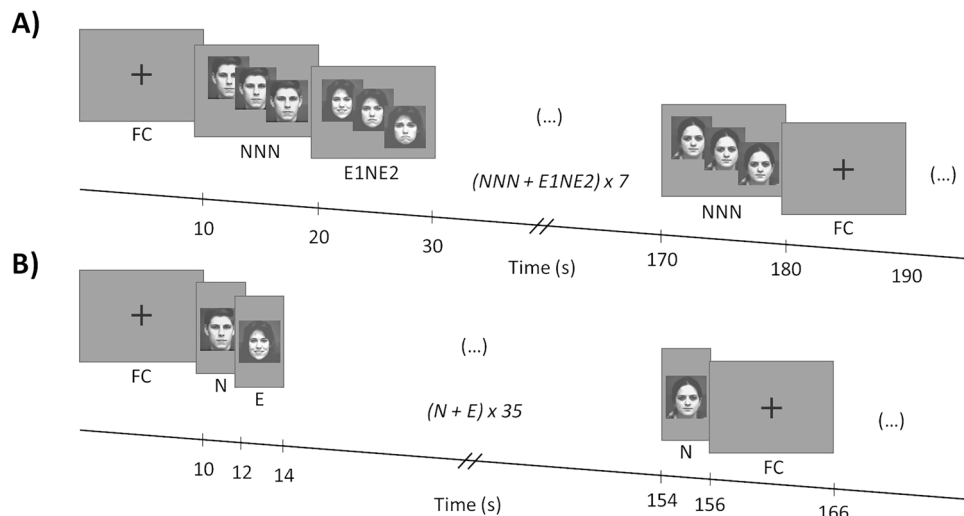 A)
FC
NNN
E1NE2
(...)
(NNN + E1NE2) x 7
NNN
FC
(...)
10
20
30
Time (s)
170
180
190
B)
FC
N
E
(...)
(N + E) x 35
N
FC
(...)
10
12
14
Time (s)
154
156
166